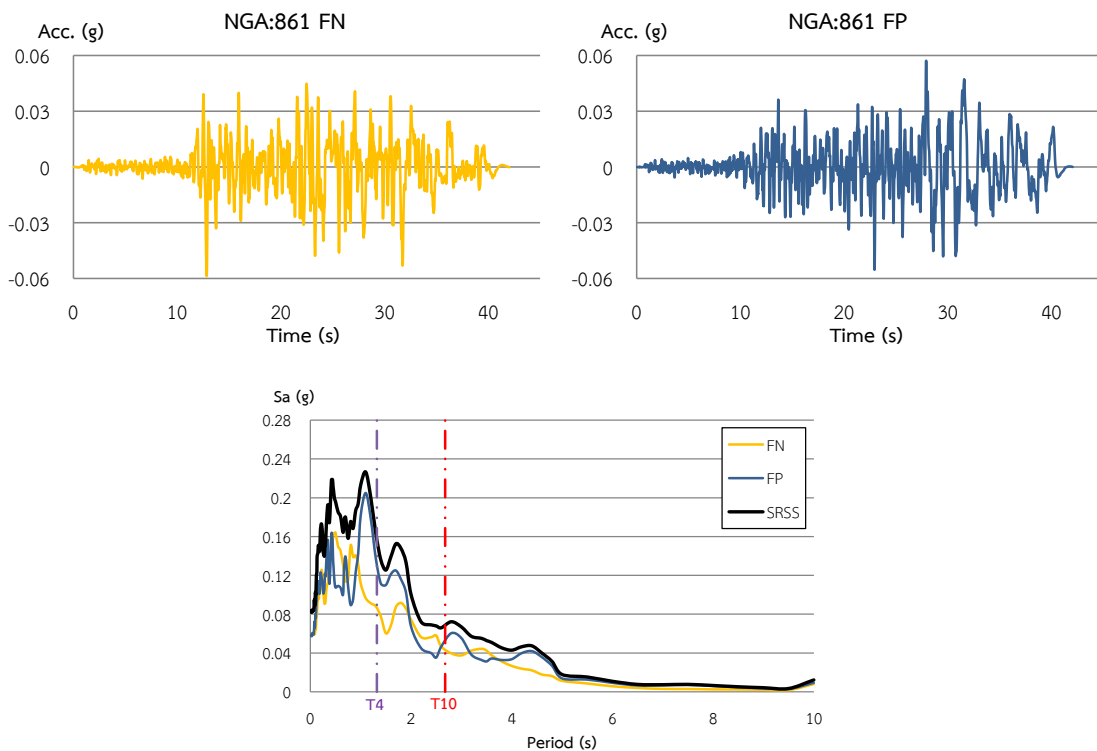 NGA:861 FN
Acc. (g)
0.06
0.03
0
-0.03
-0.06
0 10 20 30 40
Time (s)
NGA:861 FP
Acc. (g)
0.06
0.03
0
-0.03
-0.06
0 10 20 30 40
Time (s)
Sa (g)
0.28
0.24
0.2
0.16
0.12
0.08
0.04
0
FN
FP
SRSS
T4 T10
0 2 4 6 8 10
Period (s)